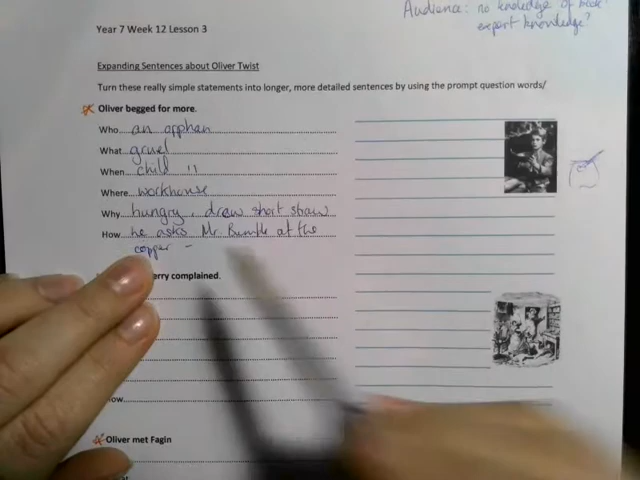 Audience: no knowledge of book
expert knowledge?
Year 7 Week 12 Lesson 3
Expanding Sentences about Oliver Twist
Turn these really simple statements into longer, more detailed sentences by using the prompt question words/
Oliver begged for more.
Who an orphan
What gruel
When child 11
Where workhouse
Why hungry, drew short straw
How he asks Mr Bumble at the
copper -
erry complained.
ow
Oliver met Fagin